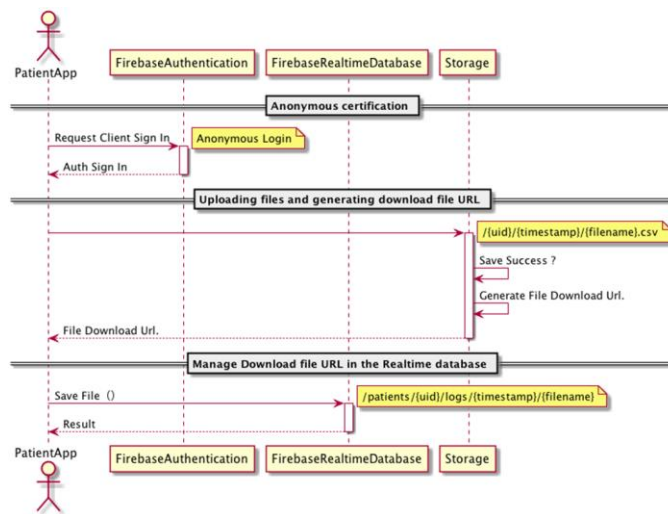 PatientApp
FirebaseAuthentication
FirebaseRealtimeDatabase
Storage
Anonymous certification
Request Client Sign In
Anonymous Login
Auth Sign In
Uploading files and generating download file URL
/{uid}/{timestamp}/{filename}.csv
Save Success ?
Generate File Download Url.
File Download Url.
Manage Download file URL in the Realtime database
Save File ()
/patients/{uid}/logs/{timestamp}/{filename}
Result
PatientApp
FirebaseAuthentication
FirebaseRealtimeDatabase
Storage